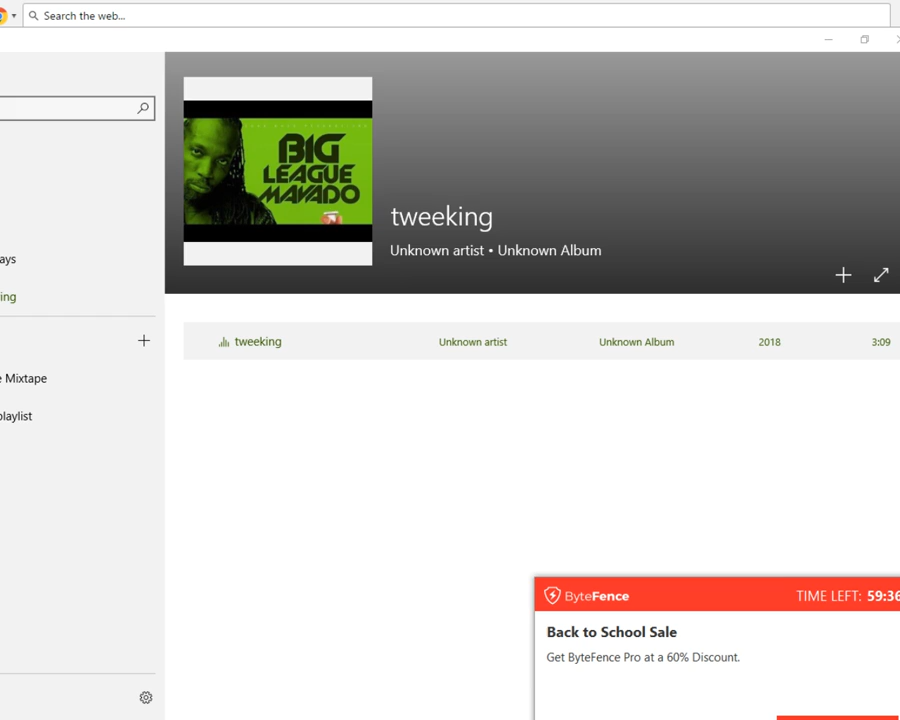 Search the web...
BIG
LEAGUE
MAVADO
tweeking
Unknown artist • Unknown Album
ays
ing
tweeking Unknown artist Unknown Album 2018 3:09
e Mixtape
playlist
ByteFence TIME LEFT: 59:36
Back to School Sale
Get ByteFence Pro at a 60% Discount.